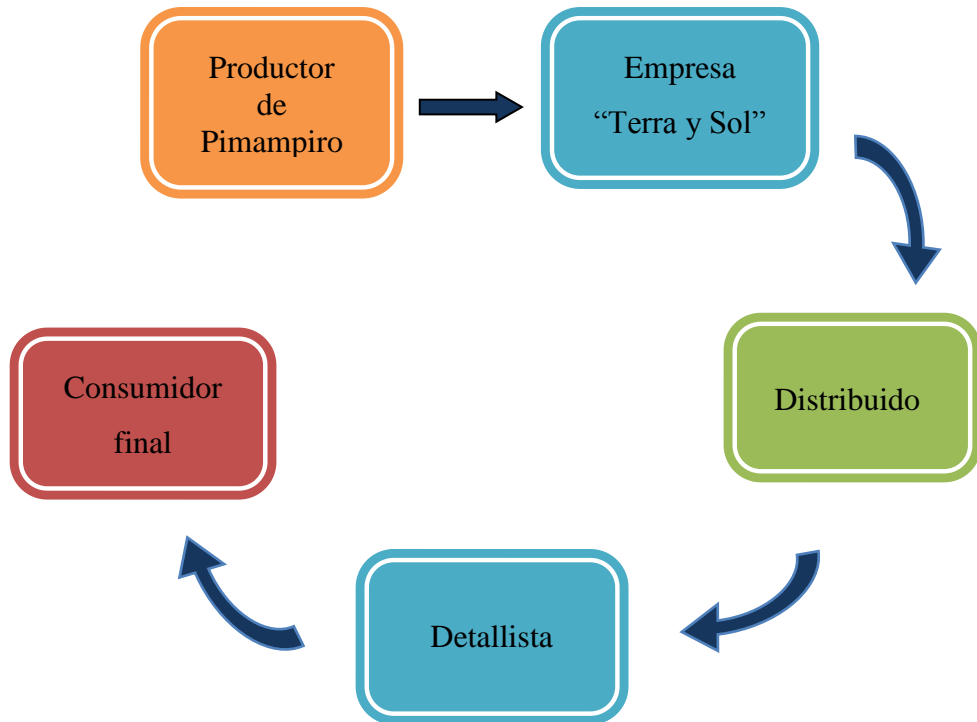 Productor
de
Pimampiro
Empresa
“Terra y Sol”
Distribuido
Detallista
Consumidor
final